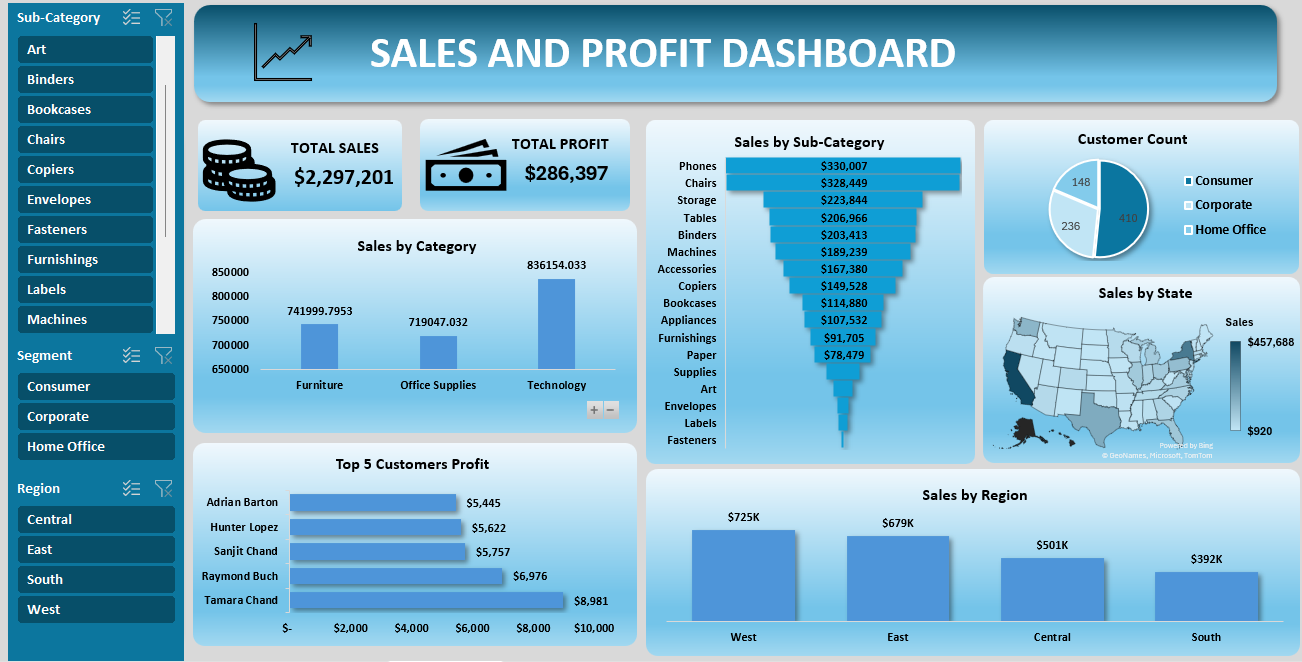 Sub-Category
Art
Binders
Bookcases
Chairs
Copiers
Envelopes
Fasteners
Furnishings
Labels
Machines
Segment
Consumer
Corporate
Home Office
Region
Central
East
South
West
SALES AND PROFIT DASHBOARD
TOTAL SALES
$2,297,201
TOTAL PROFIT
$286,397
Sales by Category
850000
800000
750000
700000
650000
741999.7953
719047.032
836154.033
Furniture
Office Supplies
Technology
+ −
Top 5 Customers Profit
Adrian Barton $5,445
Hunter Lopez $5,622
Sanjit Chand $5,757
Raymond Buch $6,976
Tamara Chand $8,981
$- $2,000 $4,000 $6,000 $8,000 $10,000
Sales by Sub-Category
Phones $330,007
Chairs $328,449
Storage $223,844
Tables $206,966
Binders $203,413
Machines $189,239
Accessories $167,380
Copiers $149,528
Bookcases $114,880
Appliances $107,532
Furnishings $91,705
Paper $78,479
Supplies
Art
Envelopes
Labels
Fasteners
Customer Count
148
236
410
Consumer
Corporate
Home Office
Sales by State
Sales
$457,688
$920
Powered by Bing
© GeoNames, Microsoft, TomTom
Sales by Region
$725K
$679K
$501K
$392K
West
East
Central
South